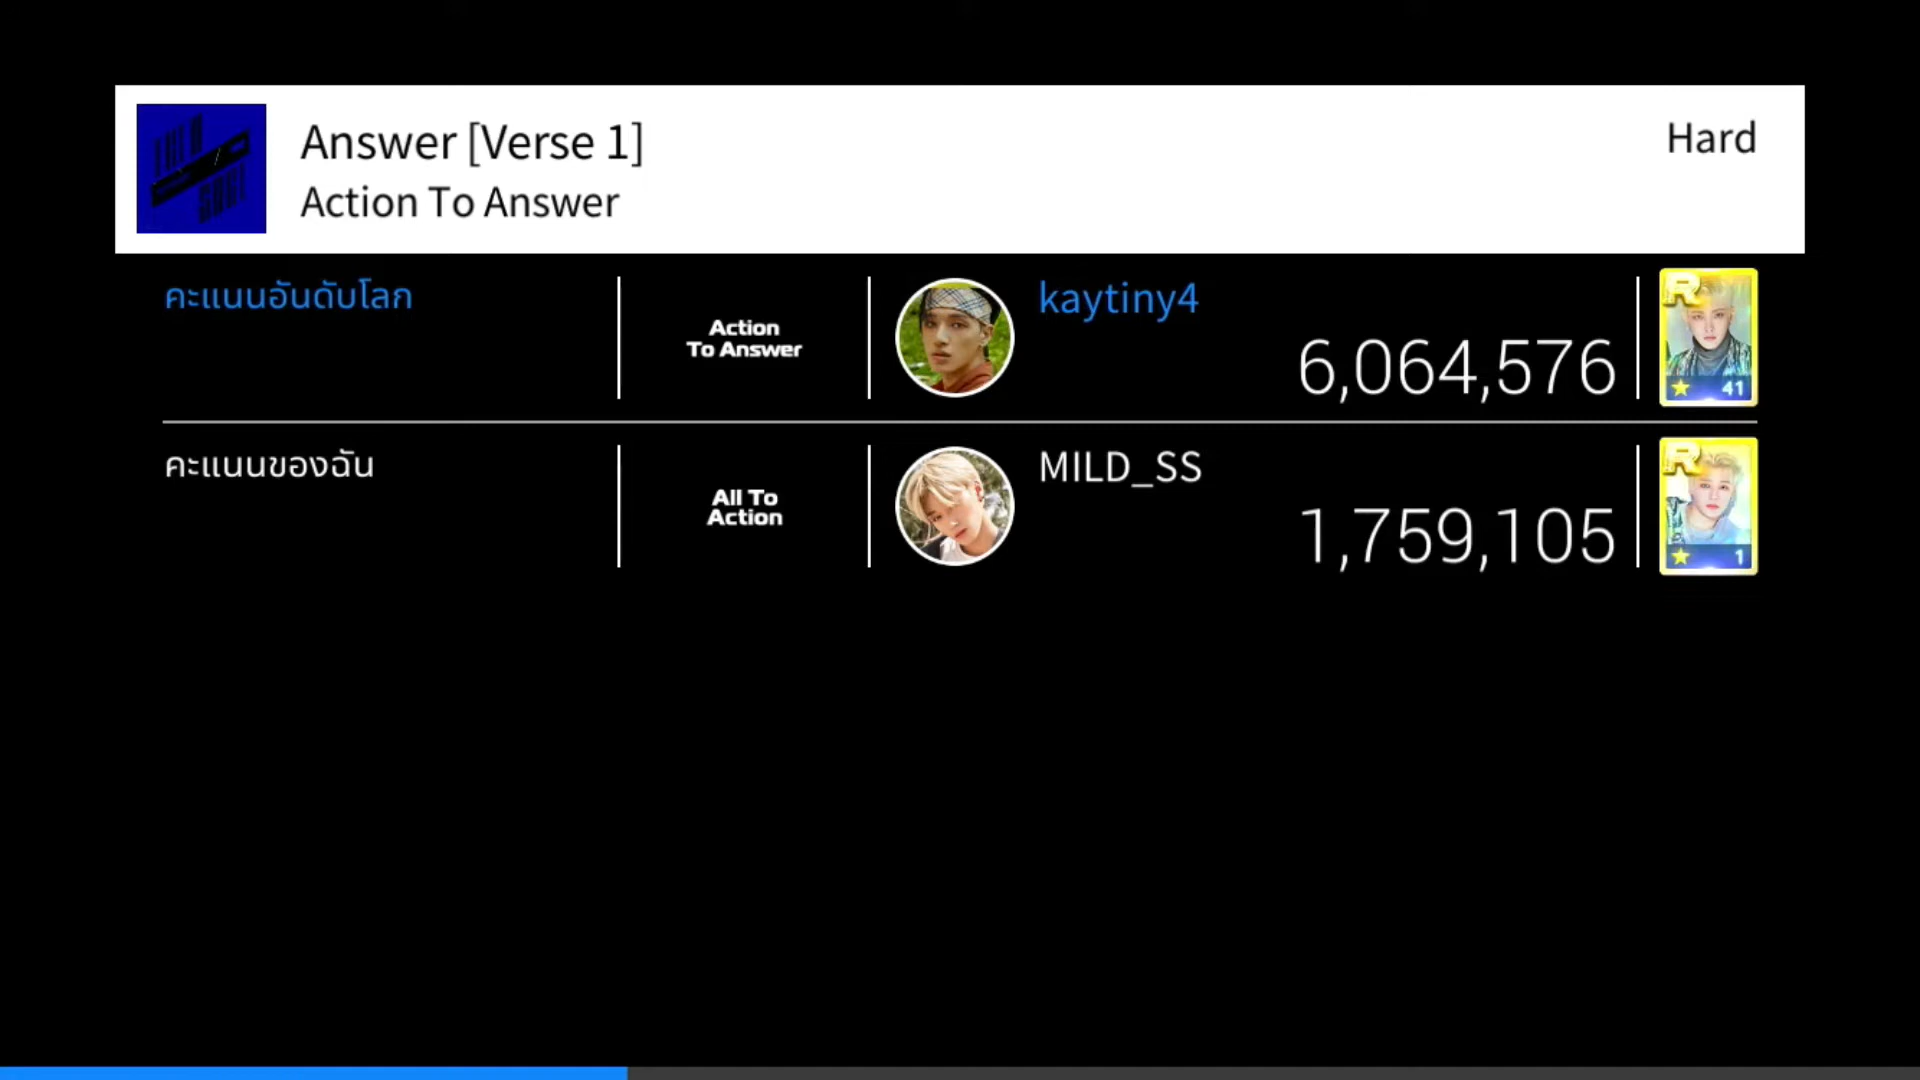 Answer [Verse 1]
Action To Answer
Hard
คะแนนอันดับโลก
Action
To Answer
kaytiny4
6,064,576
R
41
คะแนนของฉัน
All To
Action
MILD_SS
1,759,105
R
1